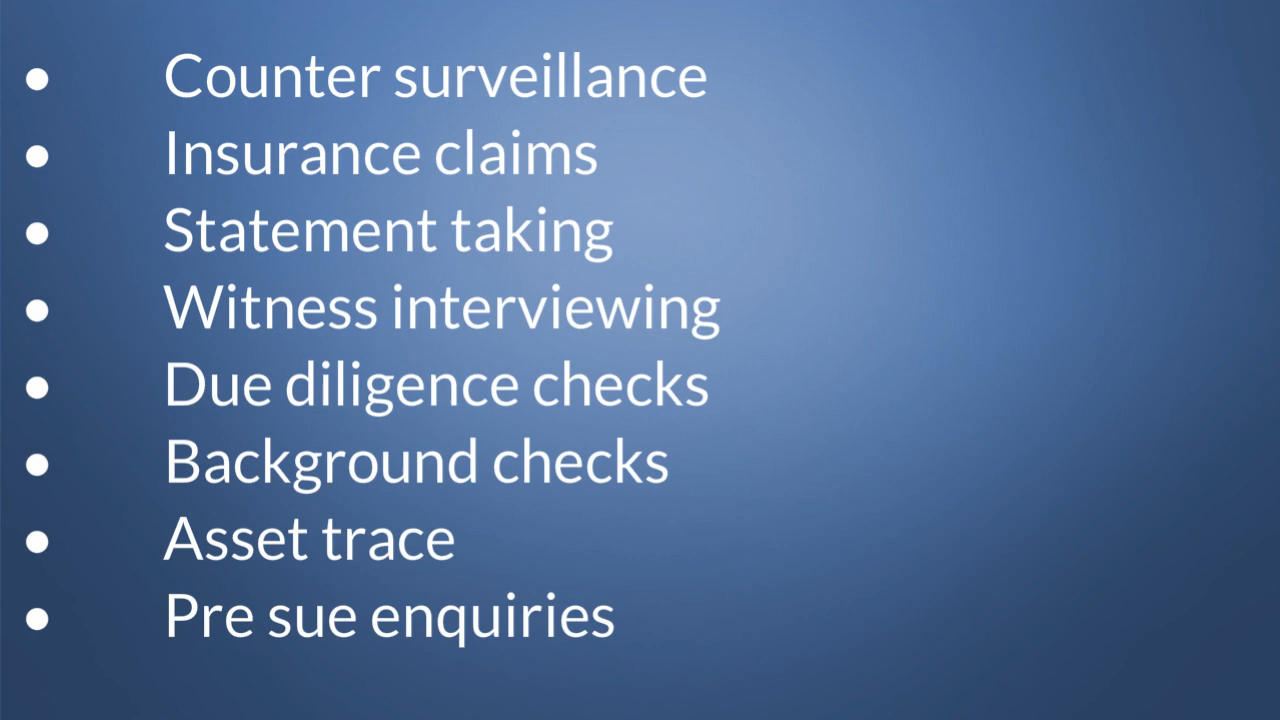 • Counter surveillance
• Insurance claims
• Statement taking
• Witness interviewing
• Due diligence checks
• Background checks
• Asset trace
• Pre sue enquiries